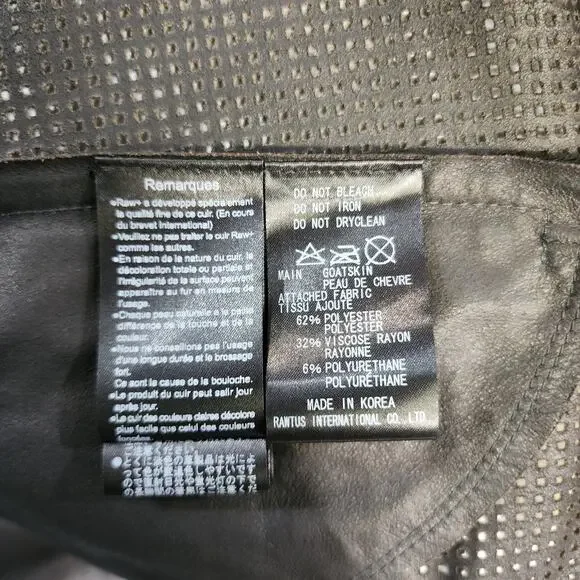 Remarques
•Raw+ a développé spécialement
la qualité fine de ce cuir. (En cours
du brevet International)
•Veuillez ne pas traiter le cuir Raw+
comme les autres.
•En raison de la nature du cuir, la
décoloration totale ou partiele et
l'irrégularité de la surface peuvent
apparaître au fur en mesure de
l'usage.
•Chaque peau saturnelle a la petite
différence de la touche et de la
couleur.
•Nous ne conseillons pas l'usage
d'une longue durée et le brossage
fort.
Ce sont la cause de la bouloche.
•Le produit du cuir peut salir jour
après jour.
•Le cuir des couleurs claires décolore
plus facilement que celui des couleurs
foncées.
DO NOT BLEACH
DO NOT IRON
DO NOT DRYCLEAN
MAIN GOATSKIN
PEAU DE CHEVRE
ATTACHED FABRIC
TISSU AJOUTE
62% POLYESTER
POLYESTER
32% VISCOSE RAYON
RAYONNE
6% POLYURETHANE
POLYURÉTHANE
MADE IN KOREA
RANTUS INTERNATIONAL CO., LTD.